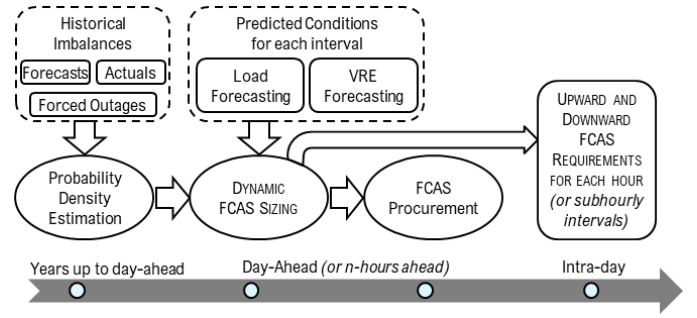 Historical
Imbalances
Forecasts
Actuals
Forced Outages
Predicted Conditions
for each interval
Load
Forecasting
VRE
Forecasting
UPWARD AND
DOWNWARD
FCAS
REQUIREMENTS
FOR EACH HOUR
(or subhourly
intervals)
Probability
Density
Estimation
DYNAMIC
FCAS SIZING
FCAS
Procurement
Years up to day-ahead
Day-Ahead (or n-hours ahead)
Intra-day